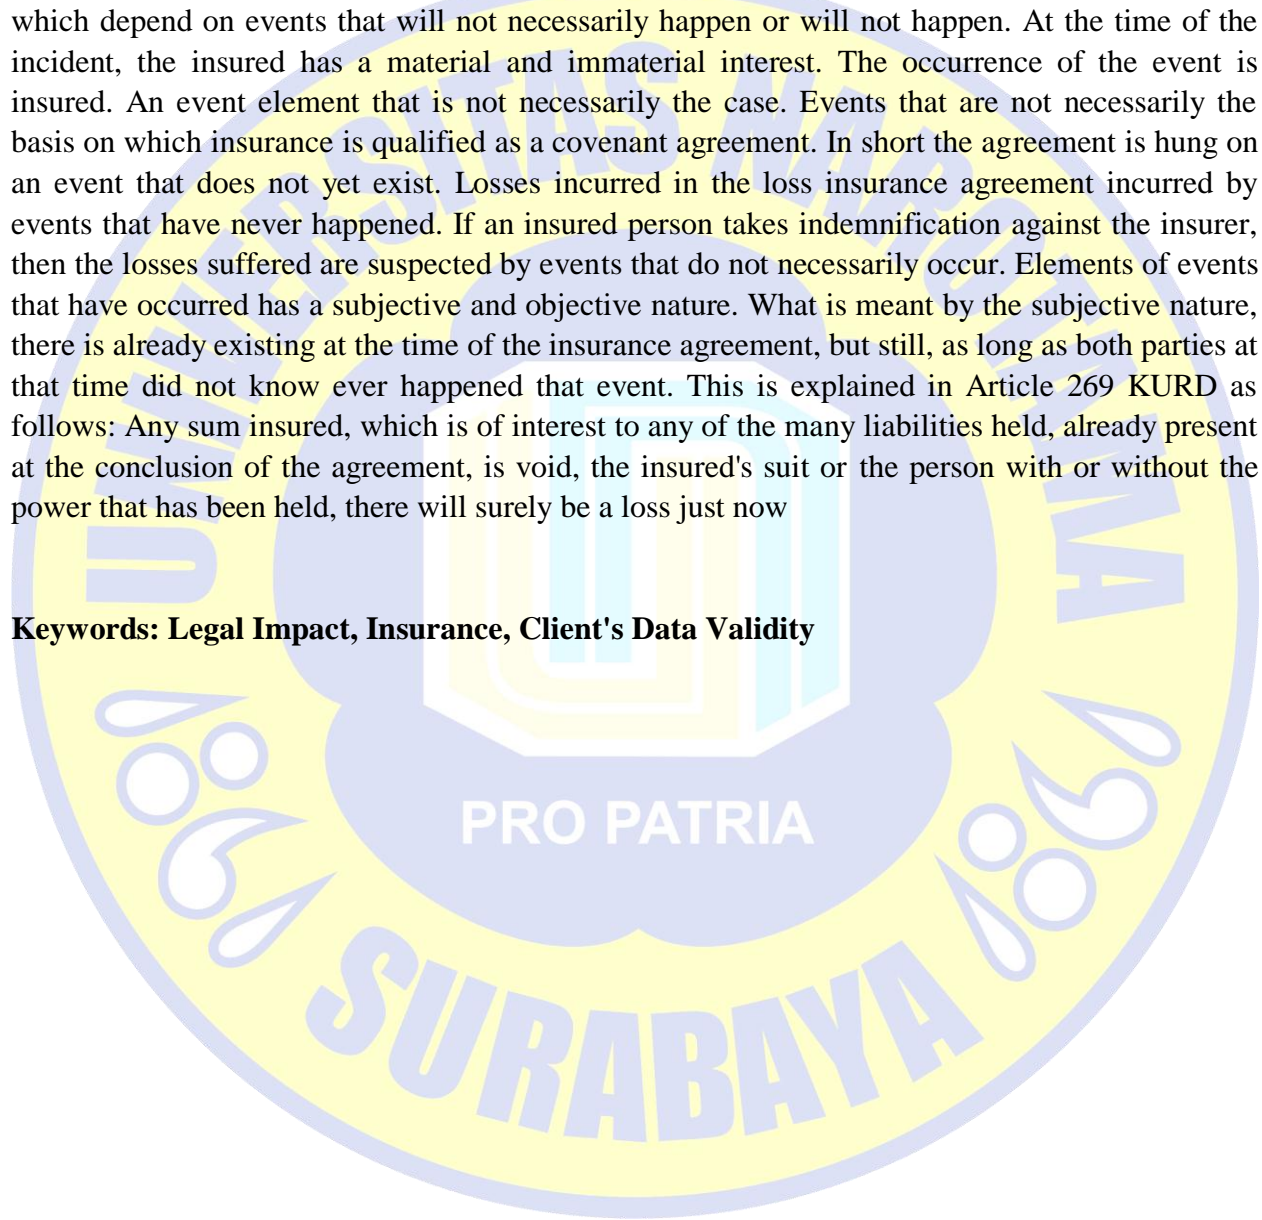 which depend on events that will not necessarily happen or will not happen. At the time of the
incident, the insured has a material and immaterial interest. The occurrence of the event is
insured. An event element that is not necessarily the case. Events that are not necessarily the
basis on which insurance is qualified as a covenant agreement. In short the agreement is hung on
an event that does not yet exist. Losses incurred in the loss insurance agreement incurred by
events that have never happened. If an insured person takes indemnification against the insurer,
then the losses suffered are suspected by events that do not necessarily occur. Elements of events
that have occurred has a subjective and objective nature. What is meant by the subjective nature,
there is already existing at the time of the insurance agreement, but still, as long as both parties at
that time did not know ever happened that event. This is explained in Article 269 KURD as
follows: Any sum insured, which is of interest to any of the many liabilities held, already present
at the conclusion of the agreement, is void, the insured's suit or the person with or without the
power that has been held, there will surely be a loss just now
Keywords: Legal Impact, Insurance, Client's Data Validity
UNIVERSITAS NAROTAMA
PRO PATRIA
SURABAYA